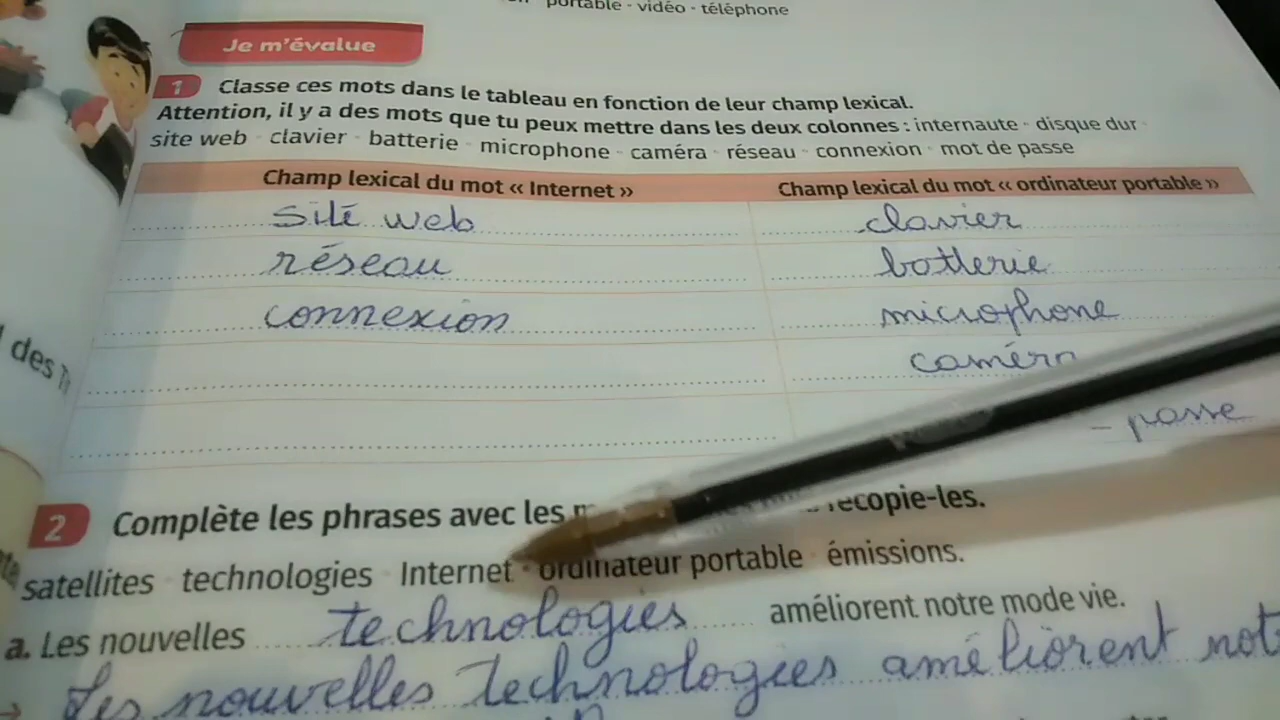 portable - vidéo - téléphone
Je m'évalue
1 Classe ces mots dans le tableau en fonction de leur champ lexical.
Attention, il y a des mots que tu peux mettre dans les deux colonnes : internaute - disque dur -
site web - clavier - batterie - microphone - caméra - réseau - connexion - mot de passe
Champ lexical du mot « Internet » Champ lexical du mot « ordinateur portable »
site web clavier
réseau batterie
connexion microphone
caméra
passe
des
2 Complète les phrases avec les recopie-les.
satellites - technologies - Internet - ordinateur portable - émissions.
a. Les nouvelles technologies améliorent notre mode vie.
→ Les nouvelles technologies améliorent not